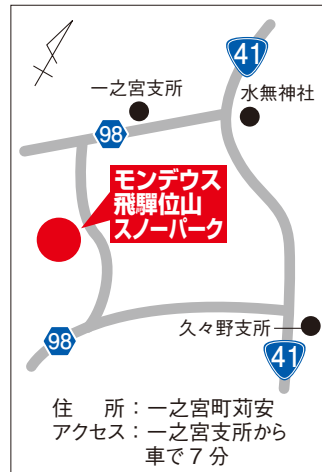 41
一之宮支所
水無神社
98
モンデウス
飛驒位山
スノーパーク
98
久々野支所
41
住　所：一之宮町苅安
アクセス：一之宮支所から
車で7分